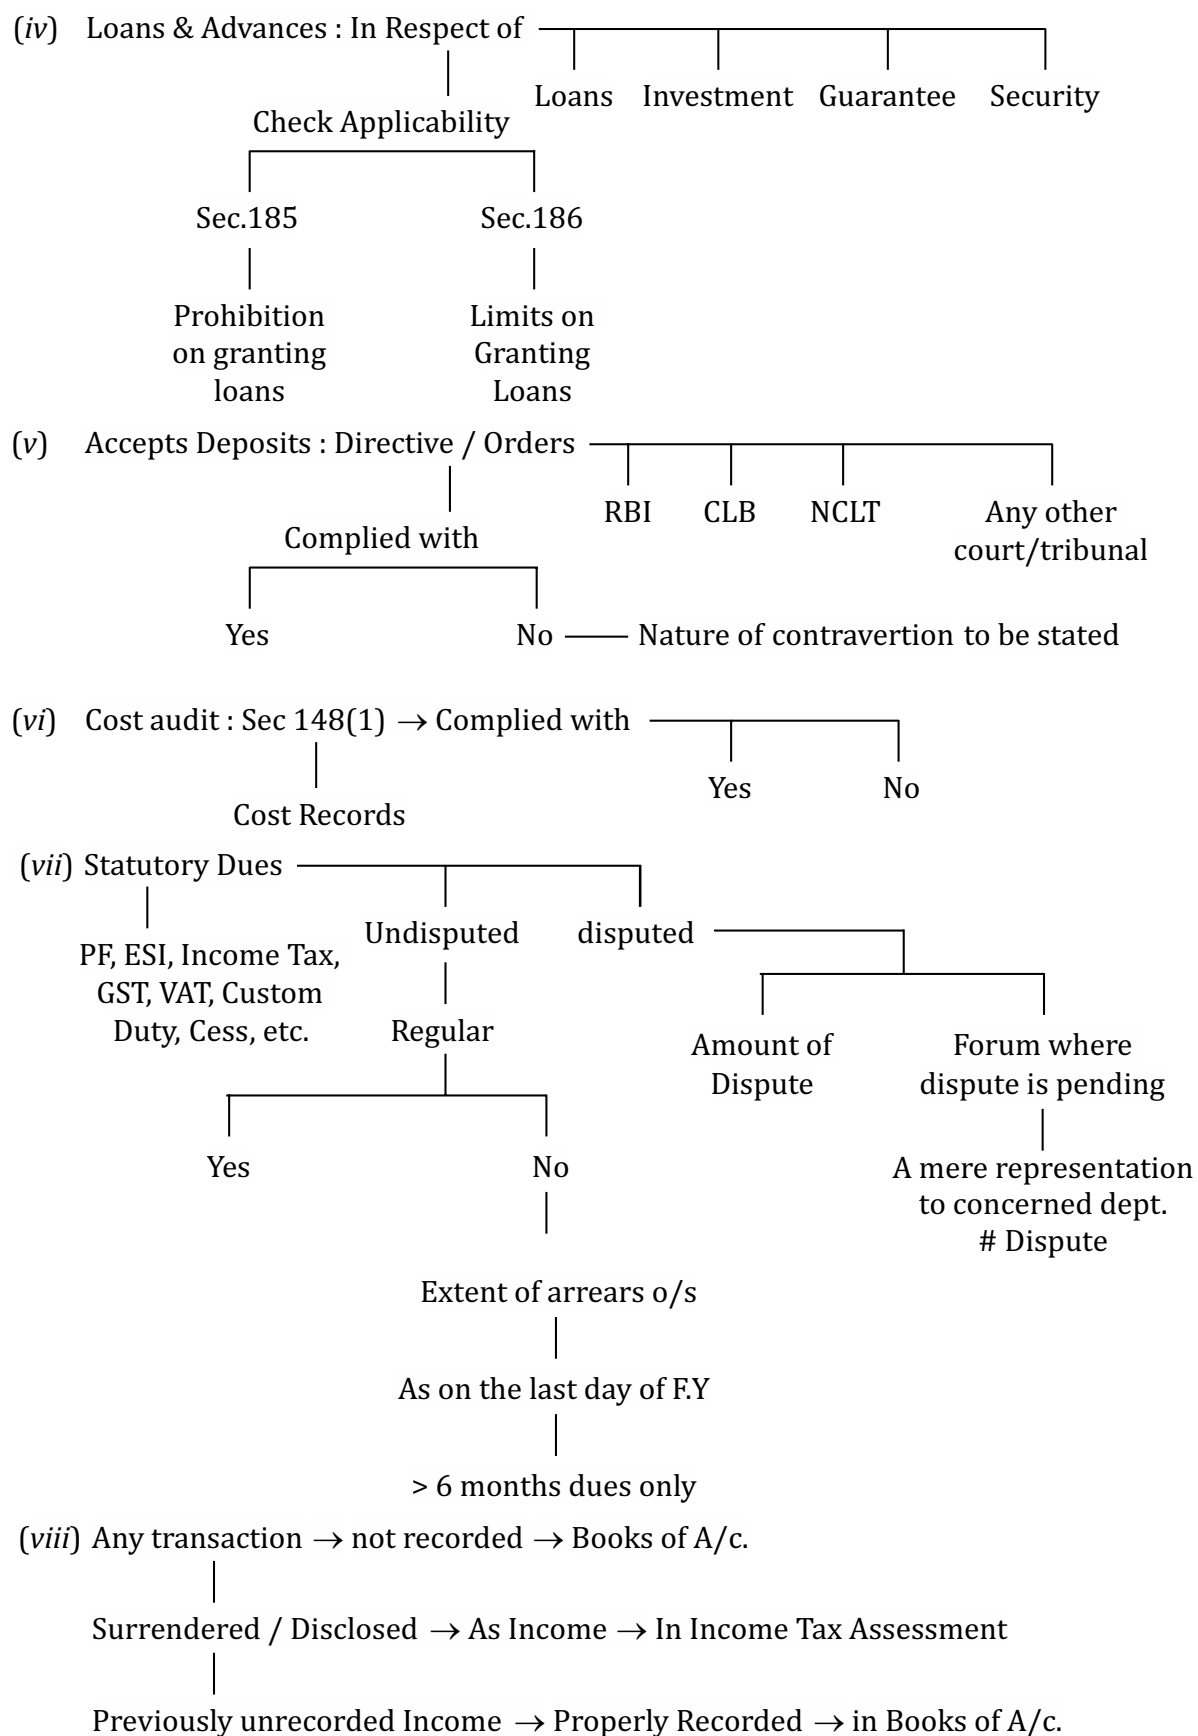 (iv) Loans & Advances : In Respect of
Loans Investment Guarantee Security
Check Applicability
Sec.185 Sec.186
Prohibition on granting loans
Limits on Granting Loans
(v) Accepts Deposits : Directive / Orders
RBI CLB NCLT Any other court/tribunal
Complied with
Yes No Nature of contravertion to be stated
(vi) Cost audit : Sec 148(1) → Complied with
Yes No
Cost Records
(vii) Statutory Dues
Undisputed disputed
PF, ESI, Income Tax,
GST, VAT, Custom
Duty, Cess, etc.
Regular
Amount of
Dispute
Forum where
dispute is pending
Yes No
A mere representation
to concerned dept.
# Dispute
Extent of arrears o/s
As on the last day of F.Y
> 6 months dues only
(viii) Any transaction → not recorded → Books of A/c.
Surrendered / Disclosed → As Income → In Income Tax Assessment
Previously unrecorded Income → Properly Recorded → in Books of A/c.